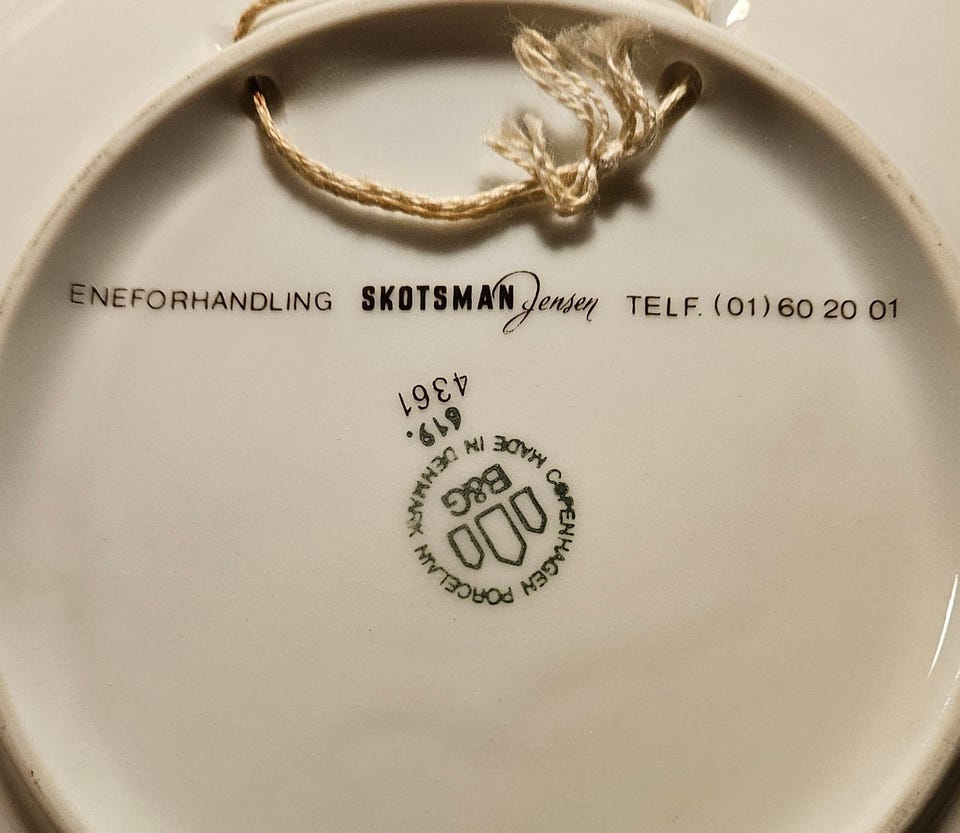 ENEFORHANDLING SKOTSMAN Jensen TELF. (01) 60 20 01
4361
619.
MADE IN DENMARK
COPENHAGEN PORCELAIN
B&G